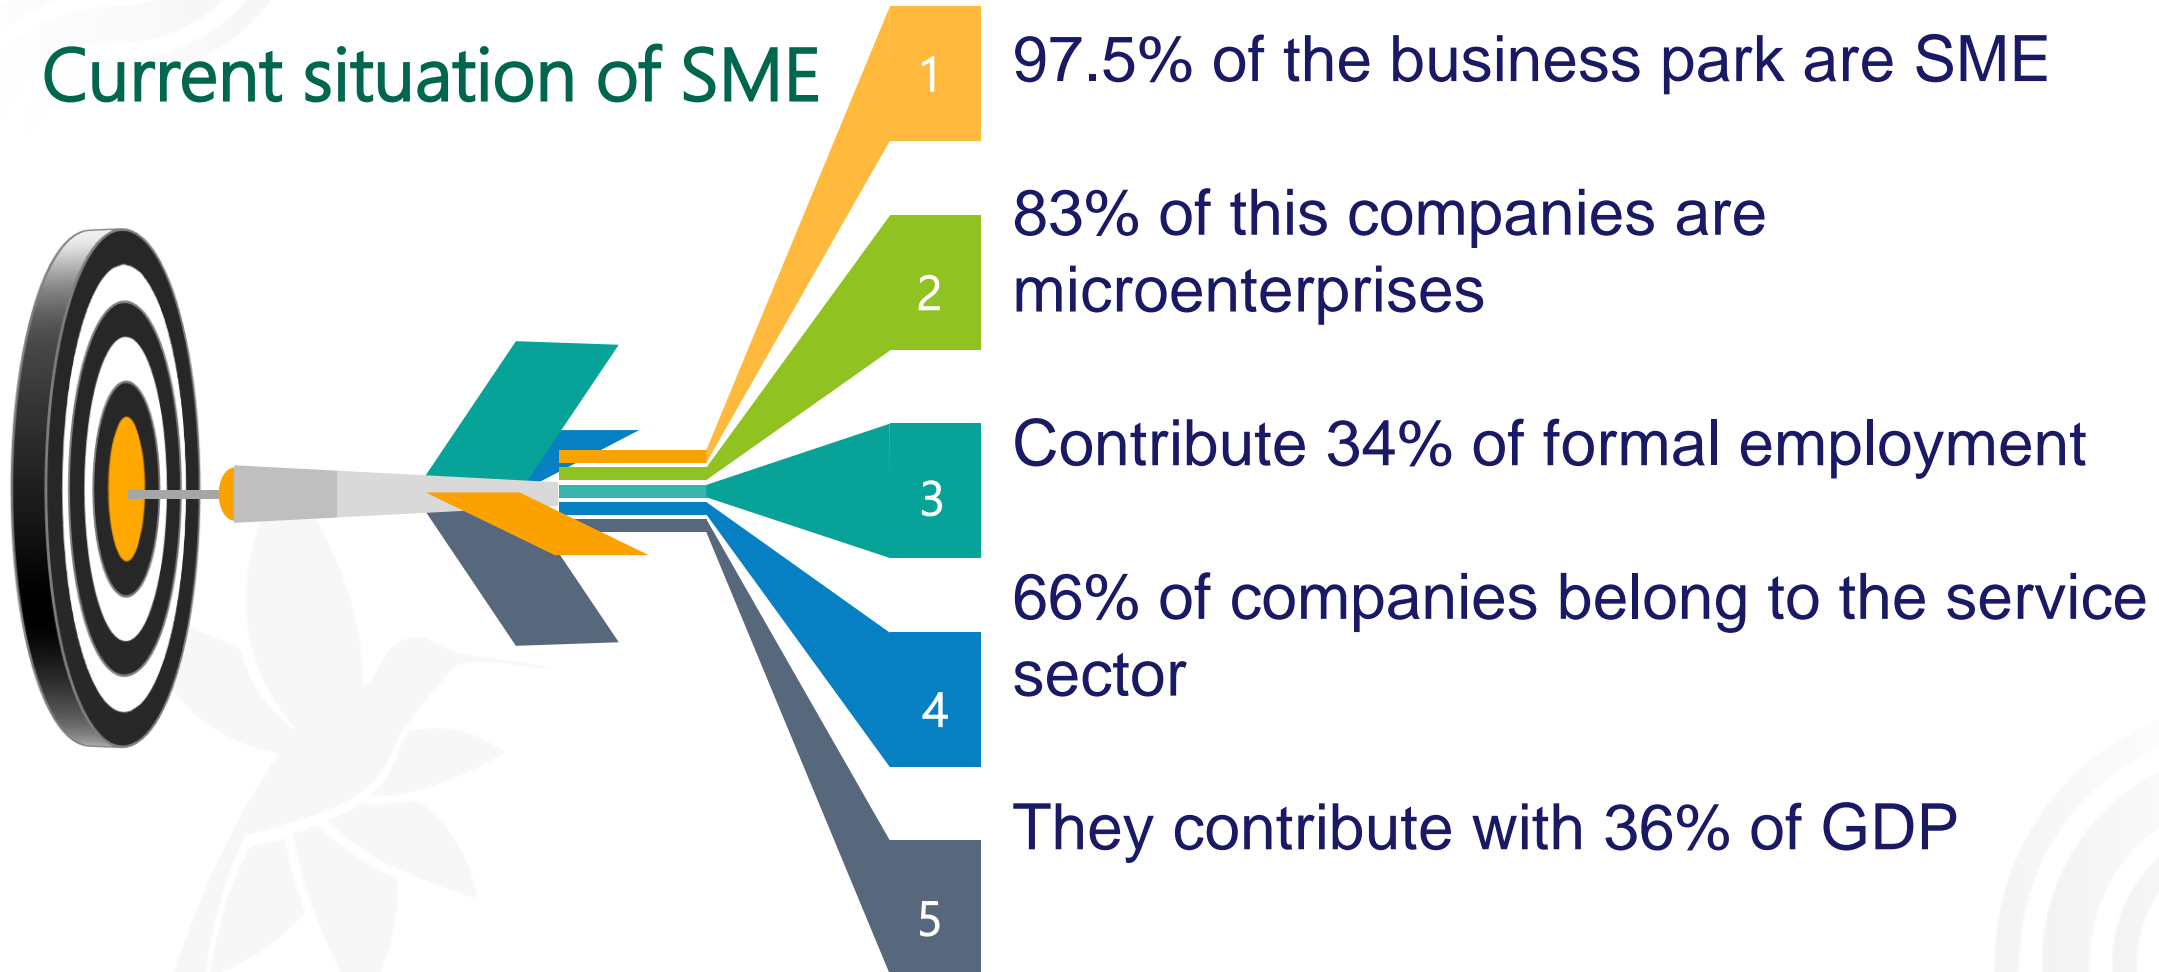 Current situation of SME
1
97.5% of the business park are SME
2
83% of this companies are
microenterprises
3
Contribute 34% of formal employment
4
66% of companies belong to the service
sector
5
They contribute with 36% of GDP